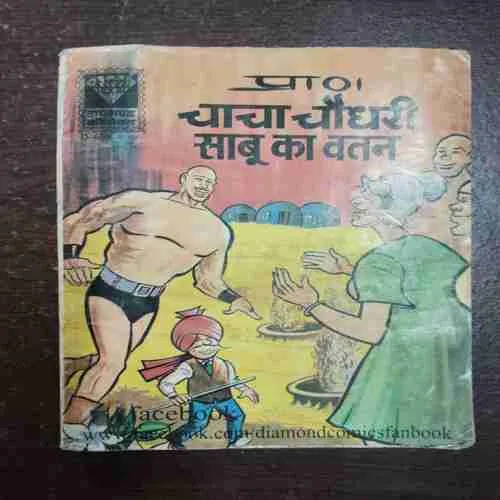 प्राण
चाचा चौधरी
साबू का वतन
facebook
www.facebook.com/diamondcomicsfanbook